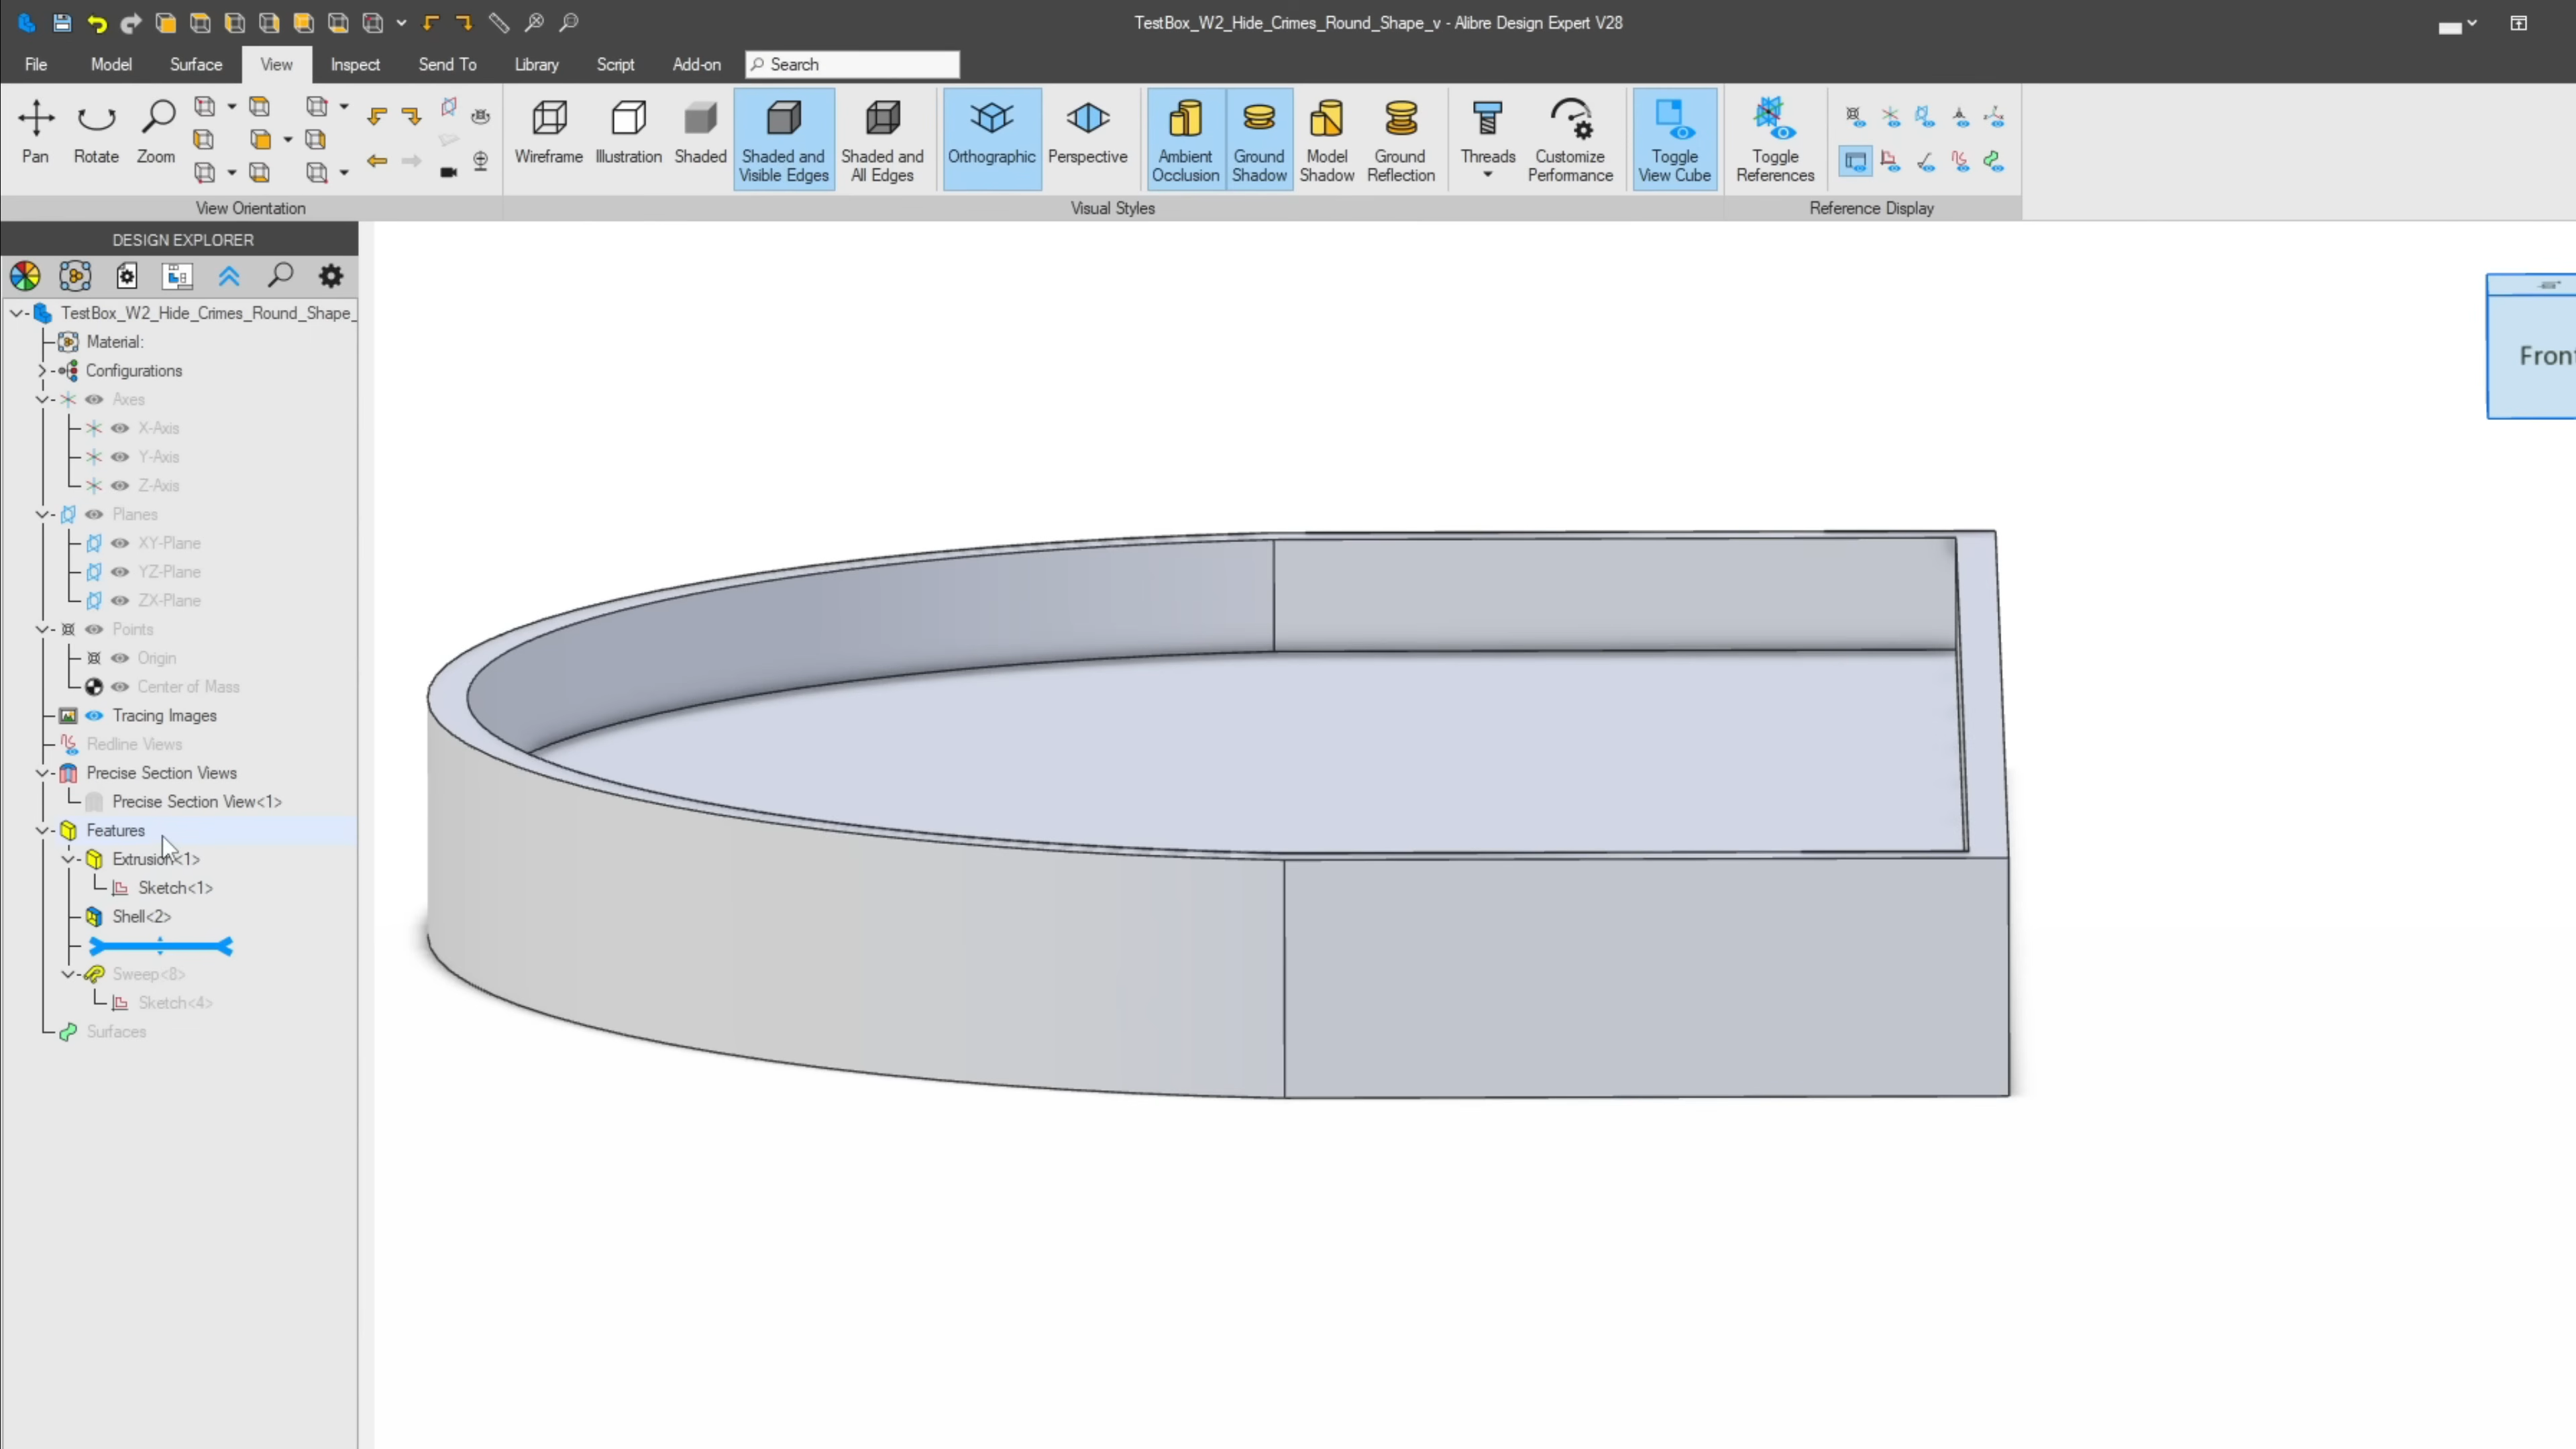 TestBox_W2_Hide_Crimes_Round_Shape_v - Alibre Design Expert V28
File Model Surface View Inspect Send To Library Script Add-on Search
Pan Rotate Zoom Wireframe Illustration Shaded Shaded and Visible Edges Shaded and All Edges Orthographic Perspective Ambient Occlusion Ground Shadow Model Shadow Ground Reflection Threads Customize Performance Toggle View Cube Toggle References
View Orientation Visual Styles Reference Display
DESIGN EXPLORER
TestBox_W2_Hide_Crimes_Round_Shape_
Material:
Configurations
Axes
X-Axis
Y-Axis
Z-Axis
Planes
XY-Plane
YZ-Plane
ZX-Plane
Points
Origin
Center of Mass
Tracing Images
Redline Views
Precise Section Views
Precise Section View<1>
Features
Extrusion<1>
Sketch<1>
Shell<2>
Sweep<8>
Sketch<4>
Surfaces
Front